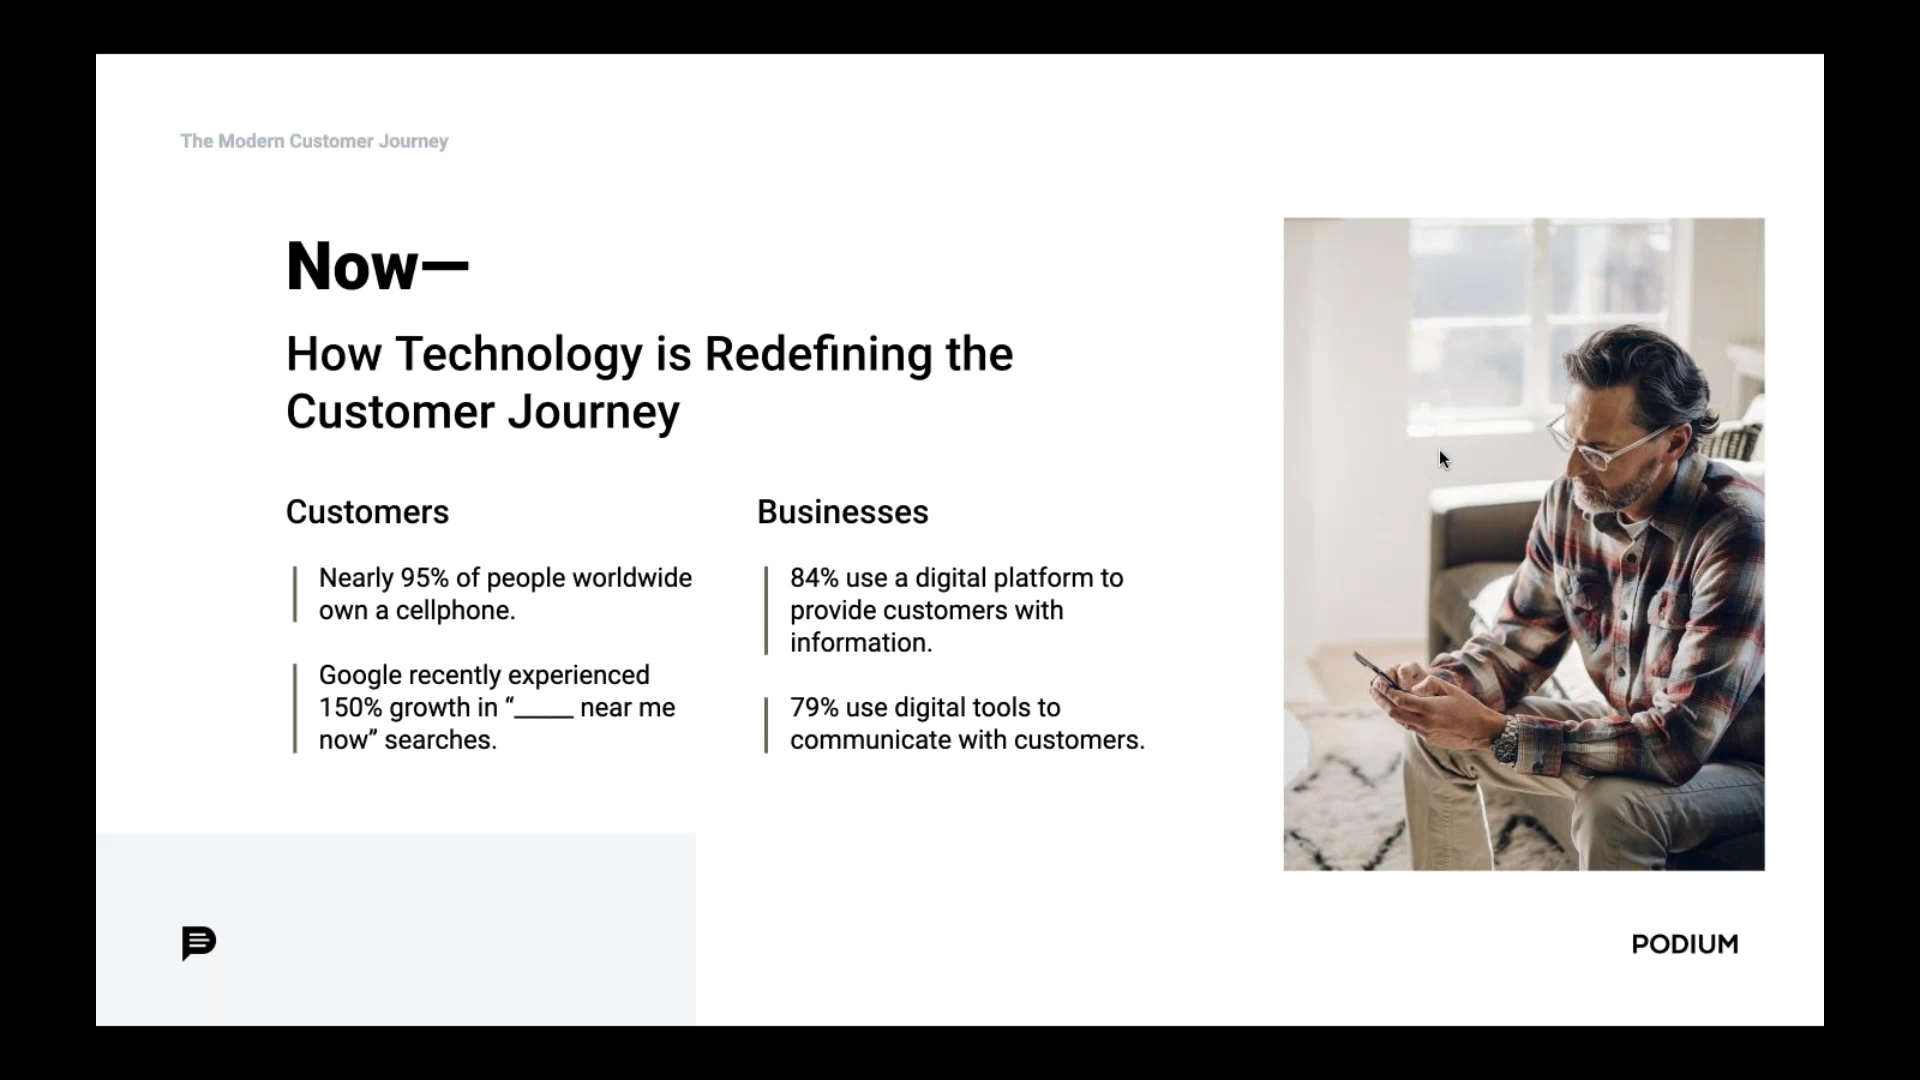 The Modern Customer Journey
Now—
How Technology is Redefining the
Customer Journey
Customers
Nearly 95% of people worldwide
own a cellphone.
Google recently experienced
150% growth in “_____ near me
now” searches.
Businesses
84% use a digital platform to
provide customers with
information.
79% use digital tools to
communicate with customers.
PODIUM